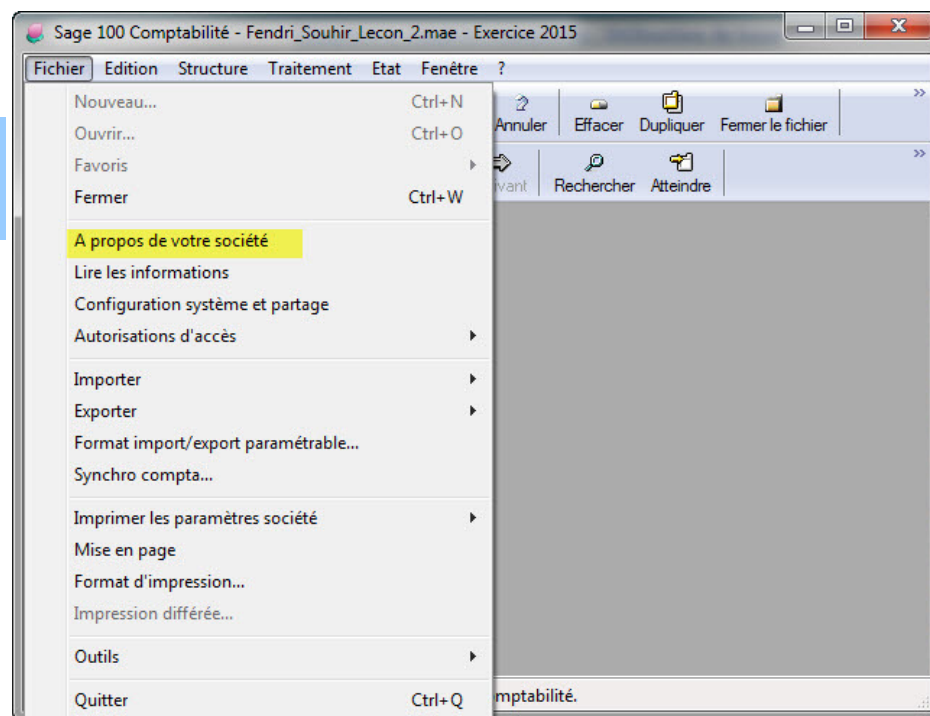 Sage 100 Comptabilité - Fendri_Souhir_Lecon_2.mae - Exercice 2015
Fichier Edition Structure Traitement Etat Fenêtre ?
Nouveau... Ctrl+N
Annuler Effacer Dupliquer Fermer le fichier
Ouvrir... Ctrl+O
Favoris
ivant Rechercher Atteindre
Fermer Ctrl+W
A propos de votre société
Lire les informations
Configuration système et partage
Autorisations d'accès
Importer
Exporter
Format import/export paramétrable...
Synchro compta...
Imprimer les paramètres société
Mise en page
Format d'impression...
Impression différée...
Outils
Quitter Ctrl+Q
mptabilité.